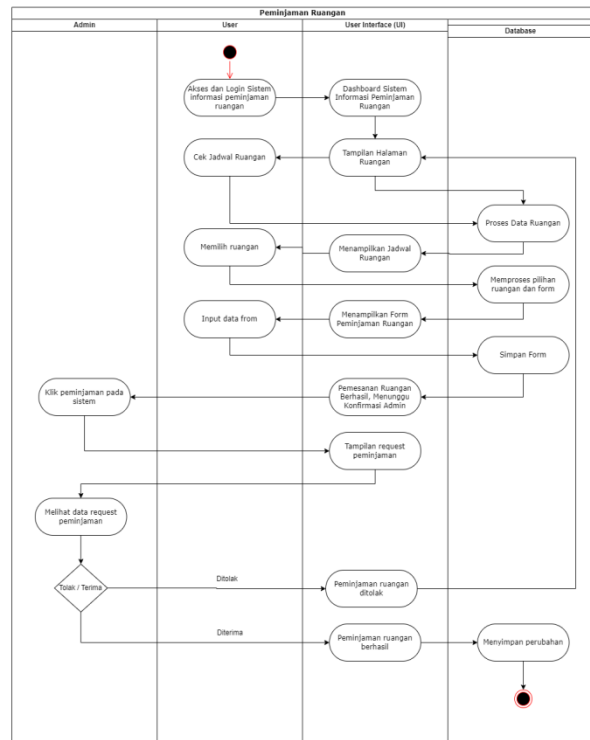 Peminjaman Ruangan
Admin
User
User Interface (UI)
Database
Akses dan Login Sistem
informasi peminjaman
ruangan
Dashboard Sistem
Informasi Peminjaman
Ruangan
Cek Jadwal Ruangan
Tampilan Halaman
Ruangan
Proses Data Ruangan
Memilih ruangan
Menampilkan Jadwal
Ruangan
Memproses pilihan
ruangan dan form
Input data from
Menampilkan Form
Peminjaman Ruangan
Simpan Form
Klik peminjaman pada
sistem
Pemesanan Ruangan
Berhasil, Menunggu
Konfirmasi Admin
Tampilan request
peminjaman
Melihat data request
peminjaman
Tolak / Terima
Ditolak
Peminjaman ruangan
ditolak
Diterima
Peminjaman ruangan
berhasil
Menyimpan perubahan